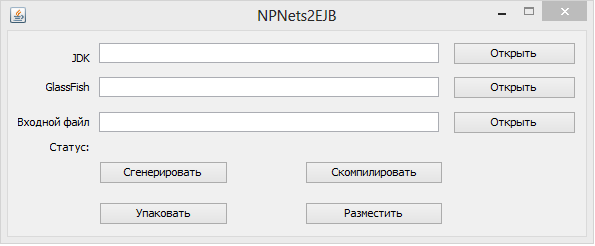 NPNets2EJB
JDK Открыть
GlassFish Открыть
Входной файл Открыть
Статус:
Сгенерировать Скомпилировать
Упаковать Разместить